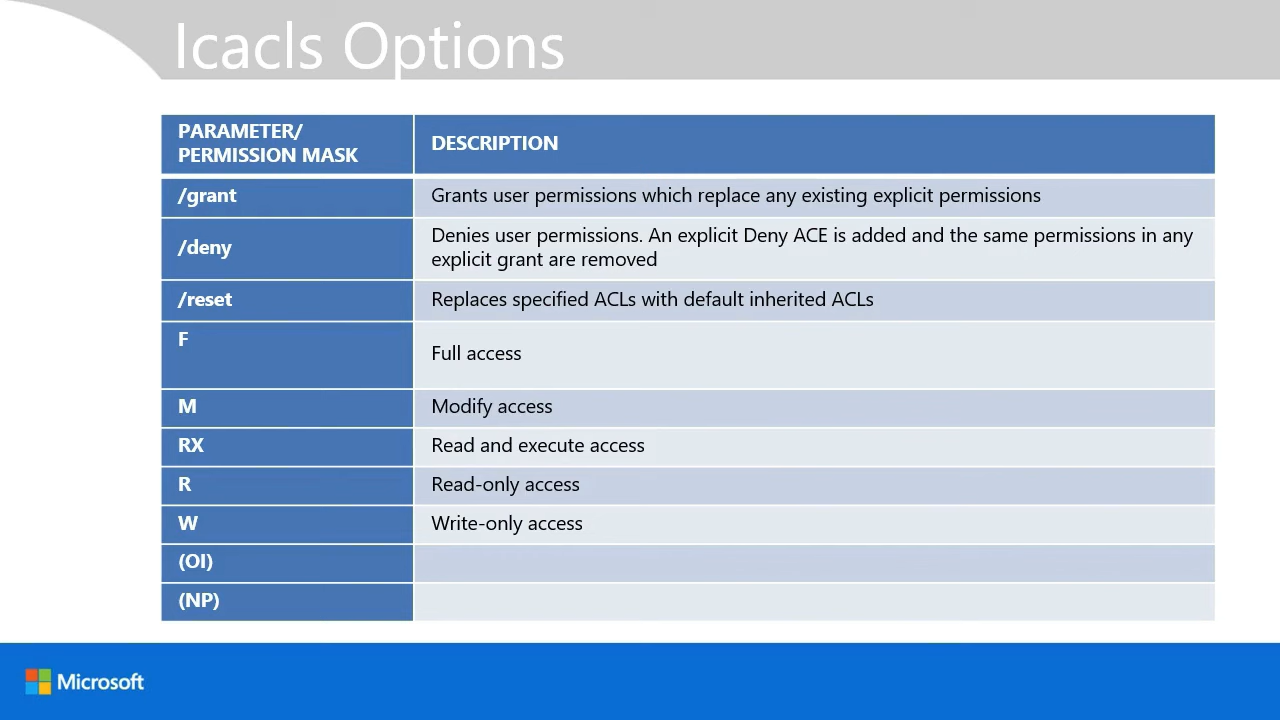 Icacls Options
PARAMETER/
PERMISSION MASK
DESCRIPTION
/grant
Grants user permissions which replace any existing explicit permissions
/deny
Denies user permissions. An explicit Deny ACE is added and the same permissions in any
explicit grant are removed
/reset
Replaces specified ACLs with default inherited ACLs
F
Full access
M
Modify access
RX
Read and execute access
R
Read-only access
W
Write-only access
(OI)
(NP)
Microsoft